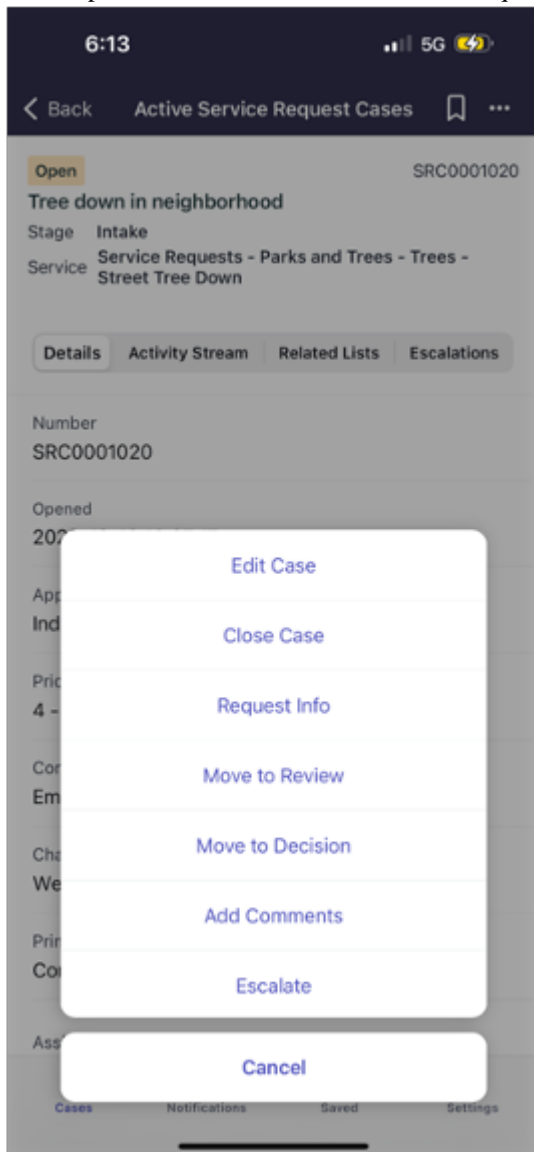 6:13 5G
Back Active Service Request Cases
Open SRC0001020
Tree down in neighborhood
Stage Intake
Service Service Requests - Parks and Trees - Trees -
Street Tree Down
Details Activity Stream Related Lists Escalations
Number
SRC0001020
Opened
Edit Case
Close Case
Request Info
Move to Review
Move to Decision
Add Comments
Escalate
Cancel
Cases Notifications Saved Settings